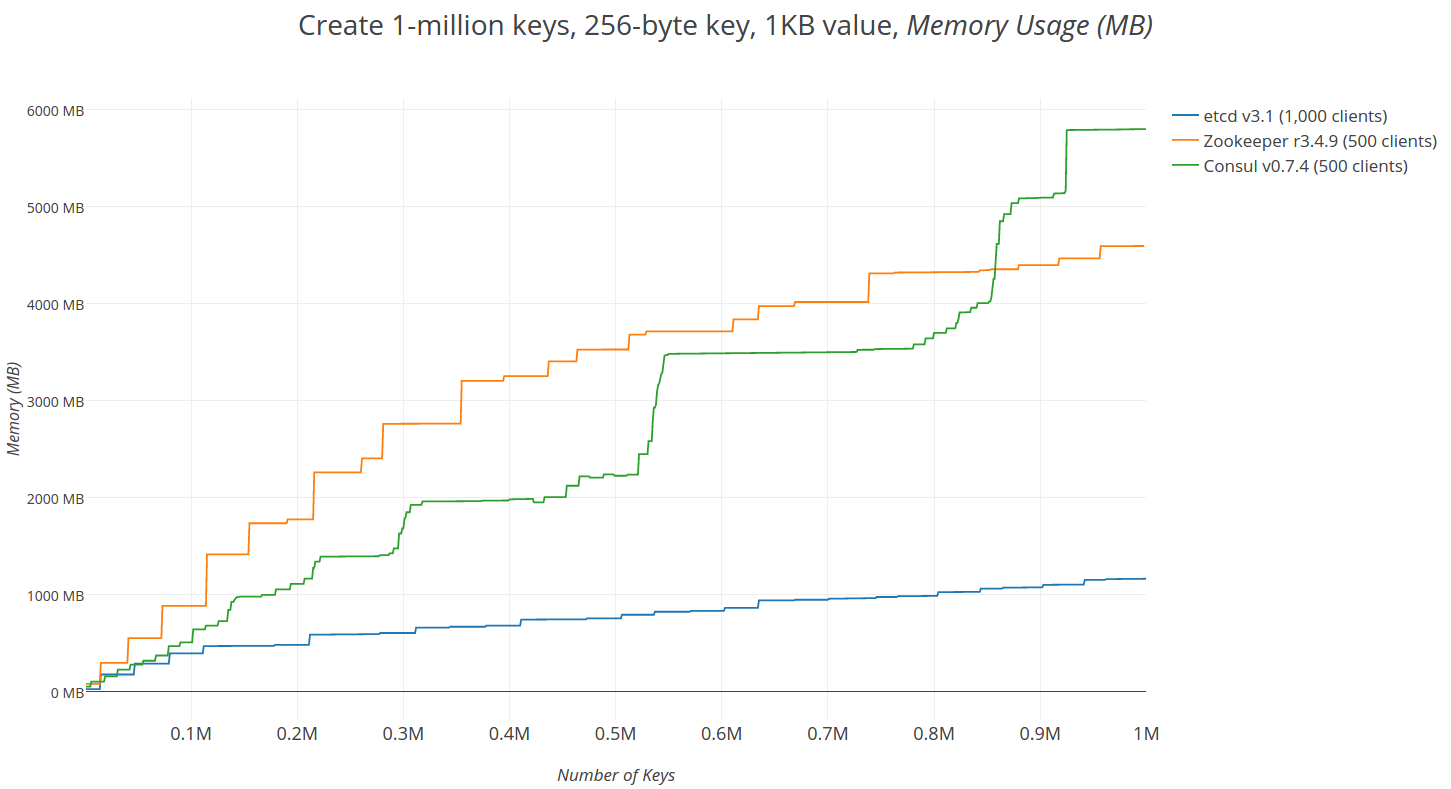 Create 1-million keys, 256-byte key, 1KB value, Memory Usage (MB)
6000 MB
5000 MB
4000 MB
3000 MB
2000 MB
1000 MB
0 MB
Memory (MB)
etcd v3.1 (1,000 clients)
Zookeeper r3.4.9 (500 clients)
Consul v0.7.4 (500 clients)
0.1M 0.2M 0.3M 0.4M 0.5M 0.6M 0.7M 0.8M 0.9M 1M
Number of Keys